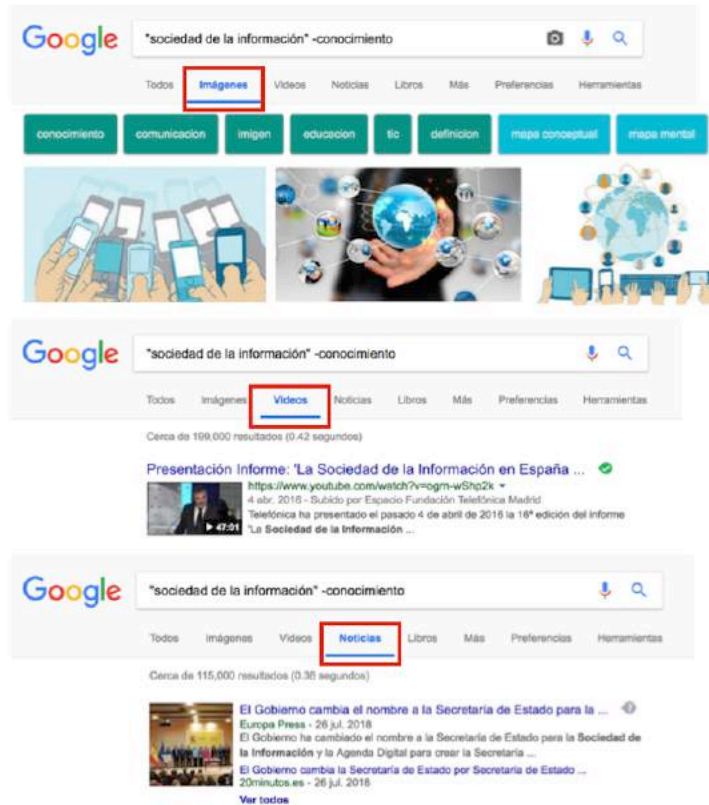 Google "sociedad de la información" -conocimiento
Todos Imágenes Videos Noticias Libros Más Preferencias Herramientas
conocimiento comunicacion imigen educacion tic definicion mapa conceptual mapa mental
Google "sociedad de la información" -conocimiento
Todos Imágenes Videos Noticias Libros Más Preferencias Herramientas
Cerca de 199,000 resultados (0.42 segundos)
Presentación Informe: 'La Sociedad de la Información en España ...
https://www.youtube.com/watch?v=ogrn-wShp2k
4 abr. 2018 - Subido por Espacio Fundación Telefónica Madrid
Telefónica ha presentado el pasado 4 de abril de 2016 la 16ª edición del informe
47:01 'La Sociedad de la Información ...
Google "sociedad de la información" -conocimiento
Todos Imágenes Videos Noticias Libros Más Preferencias Herramientas
Cerca de 115,000 resultados (0.38 segundos)
El Gobierno cambia el nombre a la Secretaría de Estado para la ...
Europa Press - 26 jul. 2018
El Gobierno ha cambiado el nombre a la Secretaría de Estado para la Sociedad de
la Información y la Agenda Digital para crear la Secretaría ...
El Gobierno cambia la Secretaría de Estado por Secretaría de Estado ...
20minutos.es - 26 jul. 2018
Ver todos